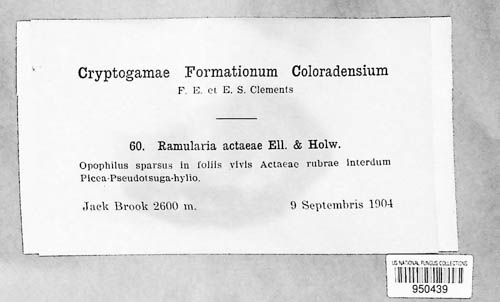 Cryptogamae Formationum Coloradensium
F. E. et E. S. Clements
60. Ramularia actaeae Ell. & Holw.
Opophilus sparsus in foliis vivis Actaeae rubrae interdum
Picea-Pseudotsuga-hylio.
Jack Brook 2600 m. 9 Septembris 1904
US NATIONAL FUNGUS COLLECTIONS
950439